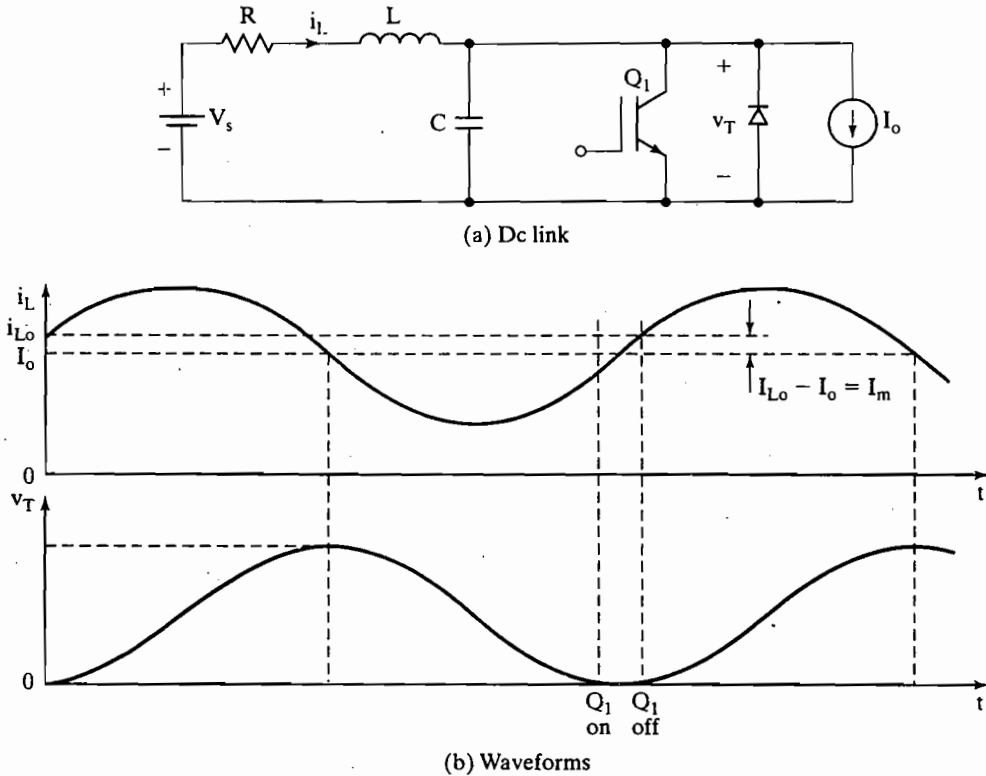 R
i_L
L
+
V_s
−
C
Q_1
+
v_T
−
I_o
(a) Dc link
i_L
i_Lo
I_o
I_Lo − I_o = I_m
0
t
v_T
0
Q_1 on
Q_1 off
t
(b) Waveforms